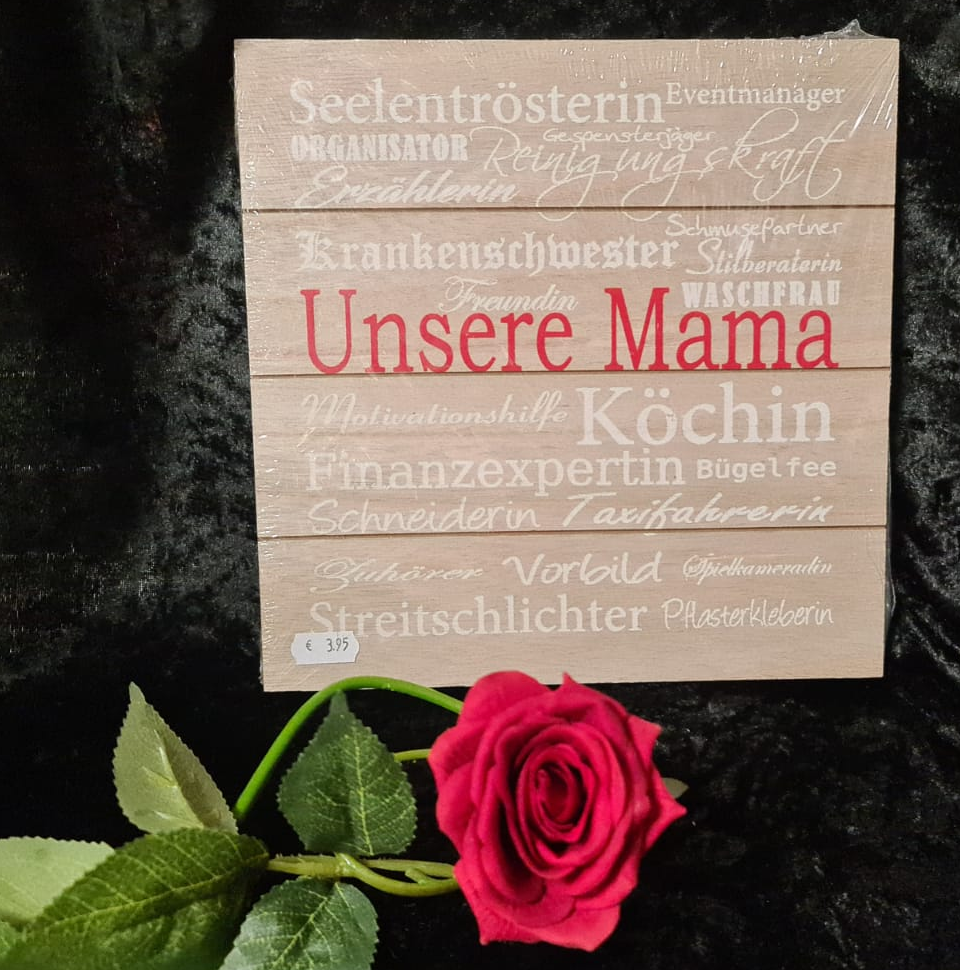 Seelentrösterin Eventmanager
ORGANISATOR Gespensterjäger
Reinigungskraft
Erzählerin
Schmusepartner
Krankenschwester Stilberaterin
Freundin WASCHFRAU
Unsere Mama
Motivationshilfe Köchin
Finanzexpertin Bügelfee
Schneiderin Taxifahrerin
Zuhörer Vorbild Spielkameradin
Streitschlichter Pflasterkleberin
€ 3.95